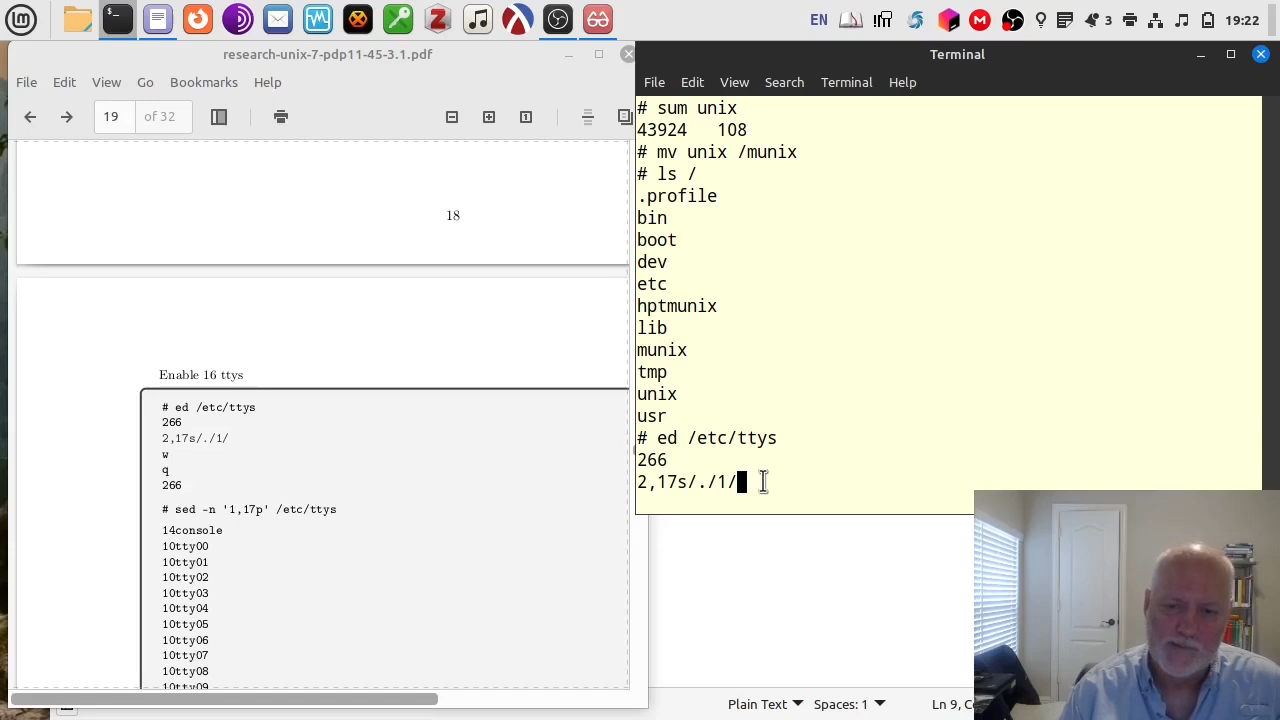 EN
3
19:22
research-unix-7-pdp11-45-3.1.pdf
File Edit View Go Bookmarks Help
19 of 32
18
Enable 16 ttys
# ed /etc/ttys
266
2,17s/./1/
w
q
266
# sed -n '1,17p' /etc/ttys
14console
10tty00
10tty01
10tty02
10tty03
10tty04
10tty05
10tty06
10tty07
10tty08
10tty09
Terminal
File Edit View Search Terminal Help
# sum unix
43924   108
# mv unix /munix
# ls /
.profile
bin
boot
dev
etc
hptmunix
lib
munix
tmp
unix
usr
# ed /etc/ttys
266
2,17s/./1/
Plain Text Spaces: 1 Ln 9, C